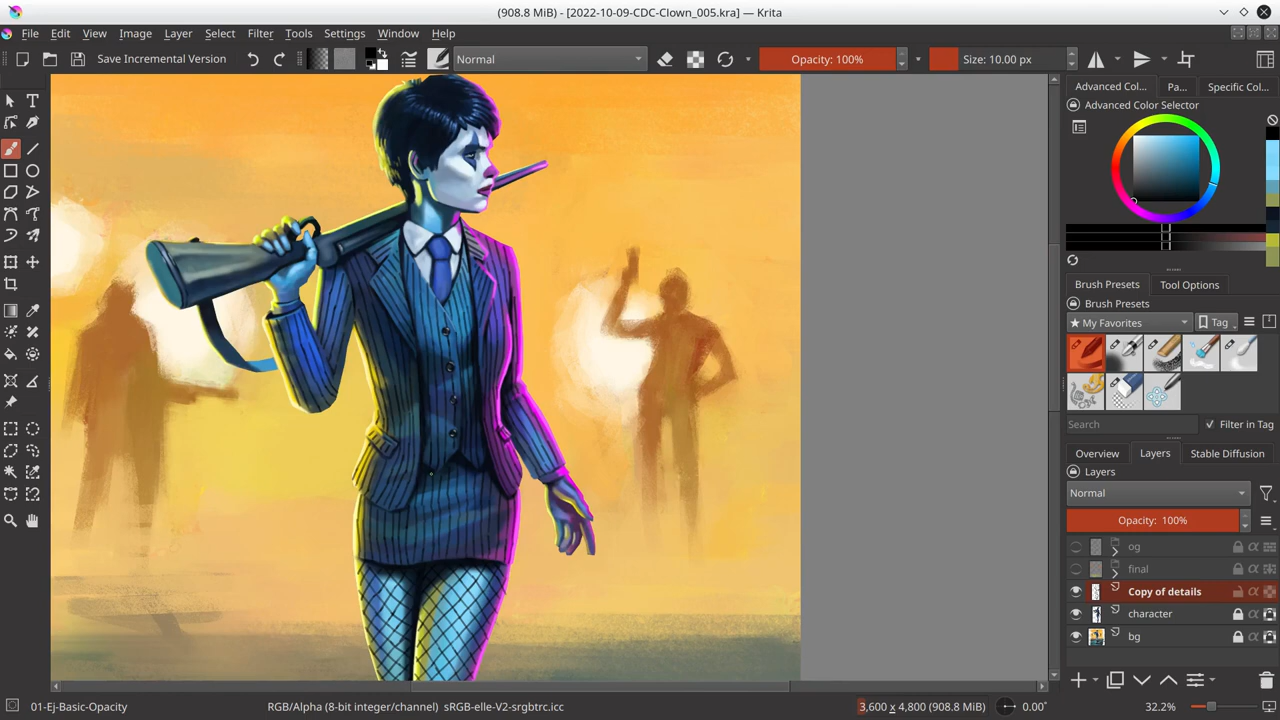 (908.8 MiB) - [2022-10-09-CDC-Clown_005.kra] — Krita
File Edit View Image Layer Select Filter Tools Settings Window Help
Save Incremental Version Normal Opacity: 100% Size: 10.00 px
Advanced Col... Pa... Specific Col...
Advanced Color Selector
Brush Presets Tool Options
Brush Presets
★ My Favorites Tag
Search Filter in Tag
Overview Layers Stable Diffusion
Layers
Normal
Opacity: 100%
og
final
Copy of details
character
bg
01-Ej-Basic-Opacity RGB/Alpha (8-bit integer/channel) sRGB-elle-V2-srgbtrc.icc 3,600 x 4,800 (908.8 MiB) 0.00° 32.2%